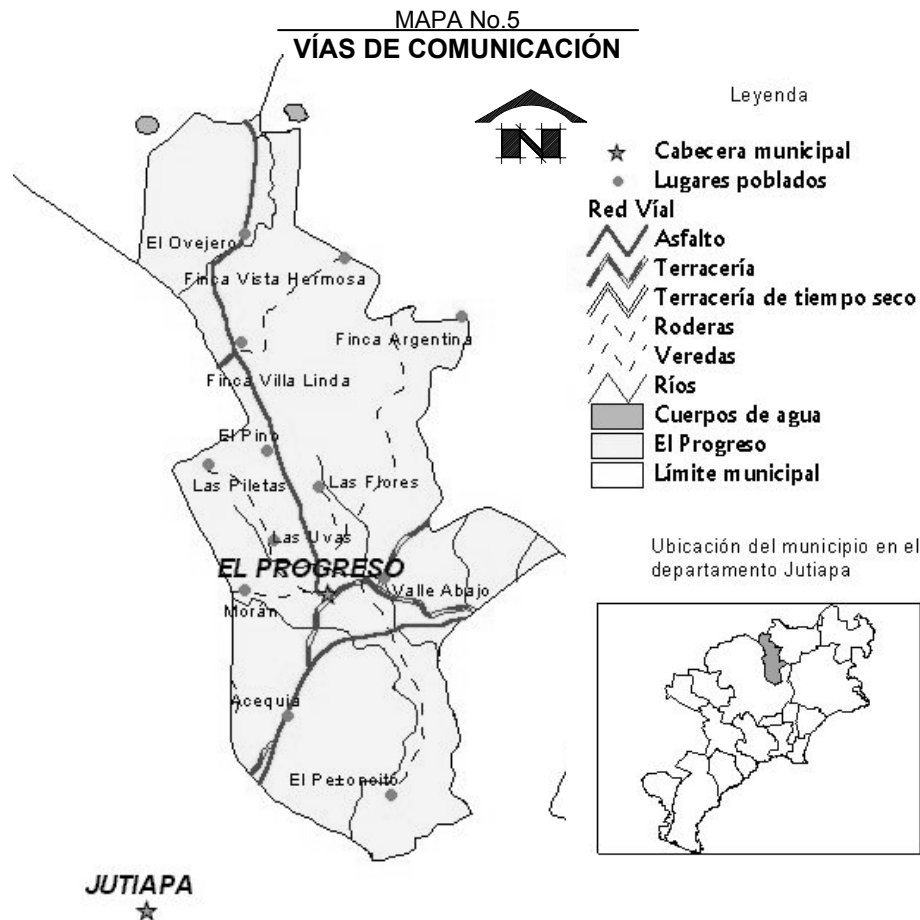 MAPA No.5
VÍAS DE COMUNICACIÓN
N
Leyenda
Cabecera municipal
Lugares poblados
Red Víal
Asfalto
Terracería
Terracería de tiempo seco
Roderas
Veredas
Ríos
Cuerpos de agua
El Progreso
Límite municipal
El Ovejero
Finca Vista Hermosa
Finca Argentina
Finca Villa Linda
El Pino
Las Piletas
Las Flores
Las Uvas
EL PROGRESO
Valle Abajo
Morán
Acequia
El Peñoncito
JUTIAPA
Ubicación del municipio en el
departamento Jutiapa